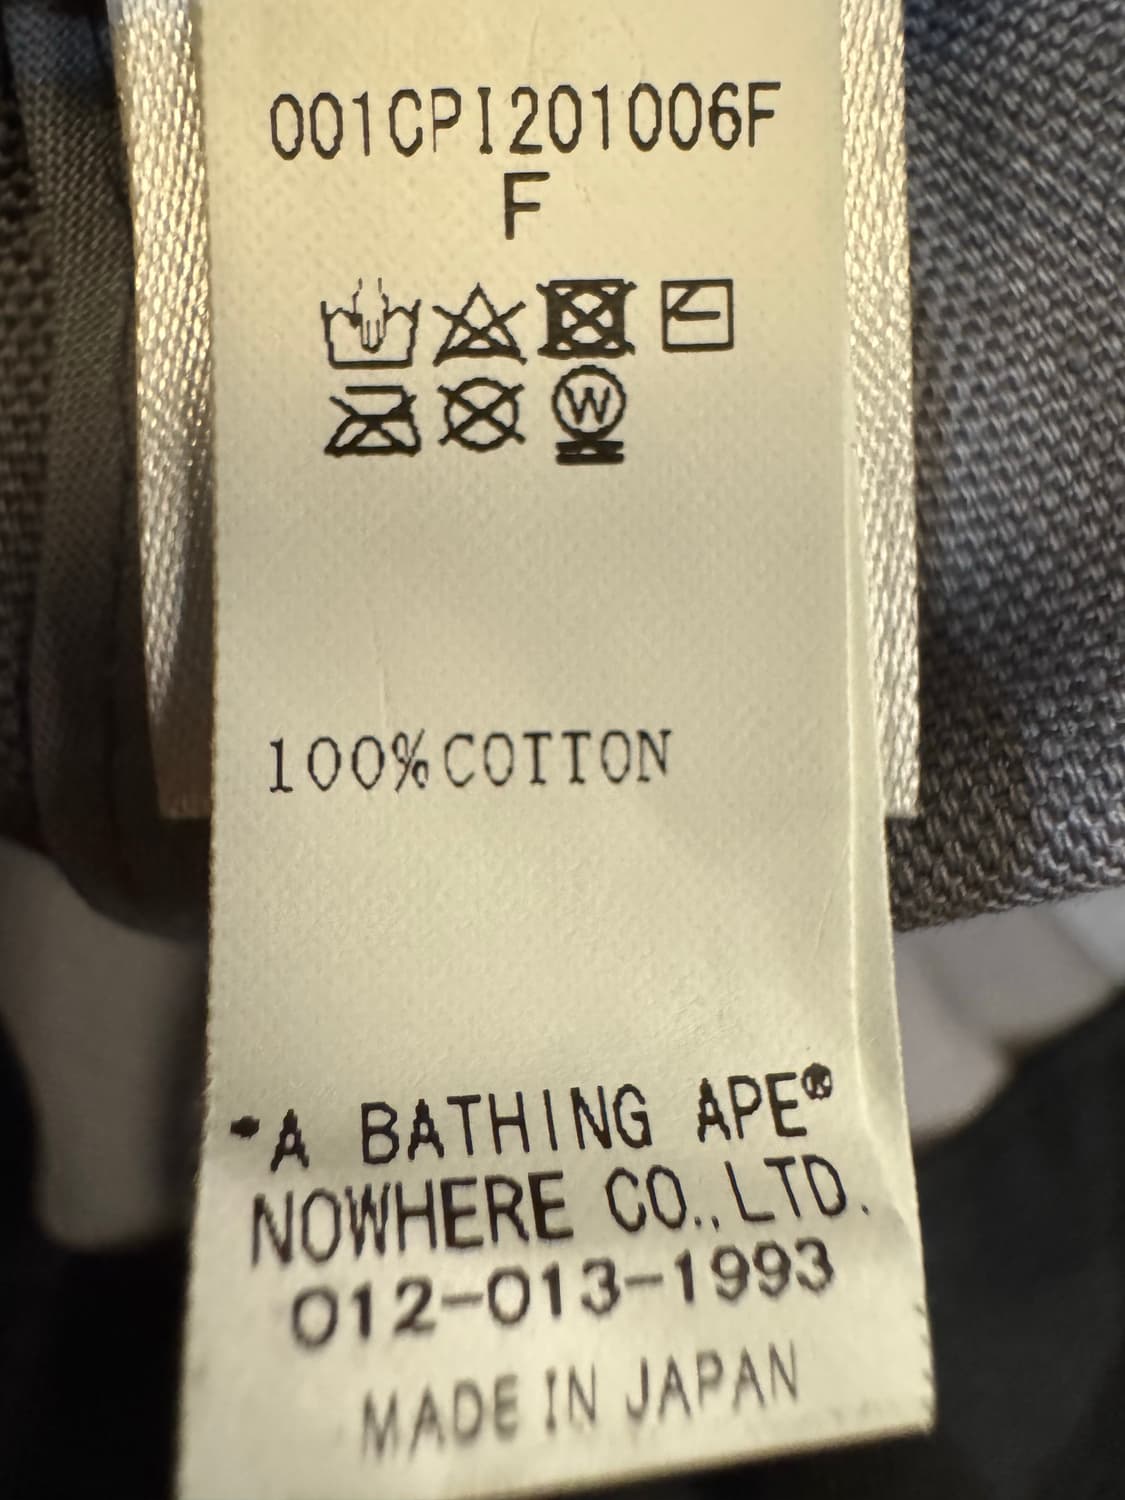 001CPI201006F
F
W
100%COTTON
"A BATHING APE®
NOWHERE CO.,LTD.
012-013-1993
MADE IN JAPAN